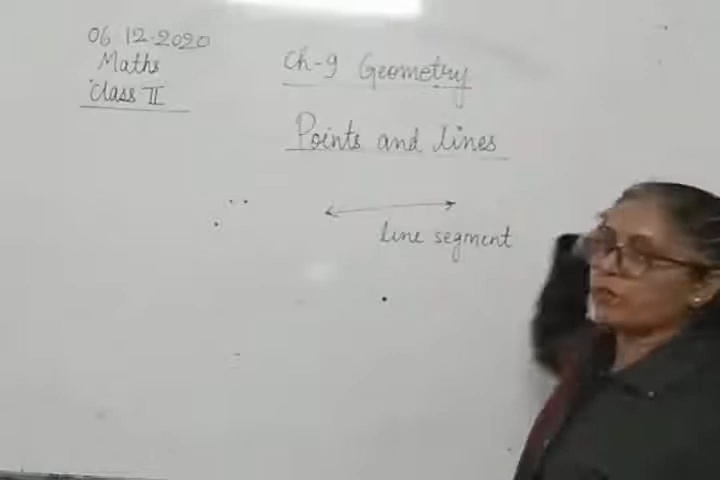 06 12-2020
Maths
Class II
Ch-9 Geometry
Points and lines
line segment